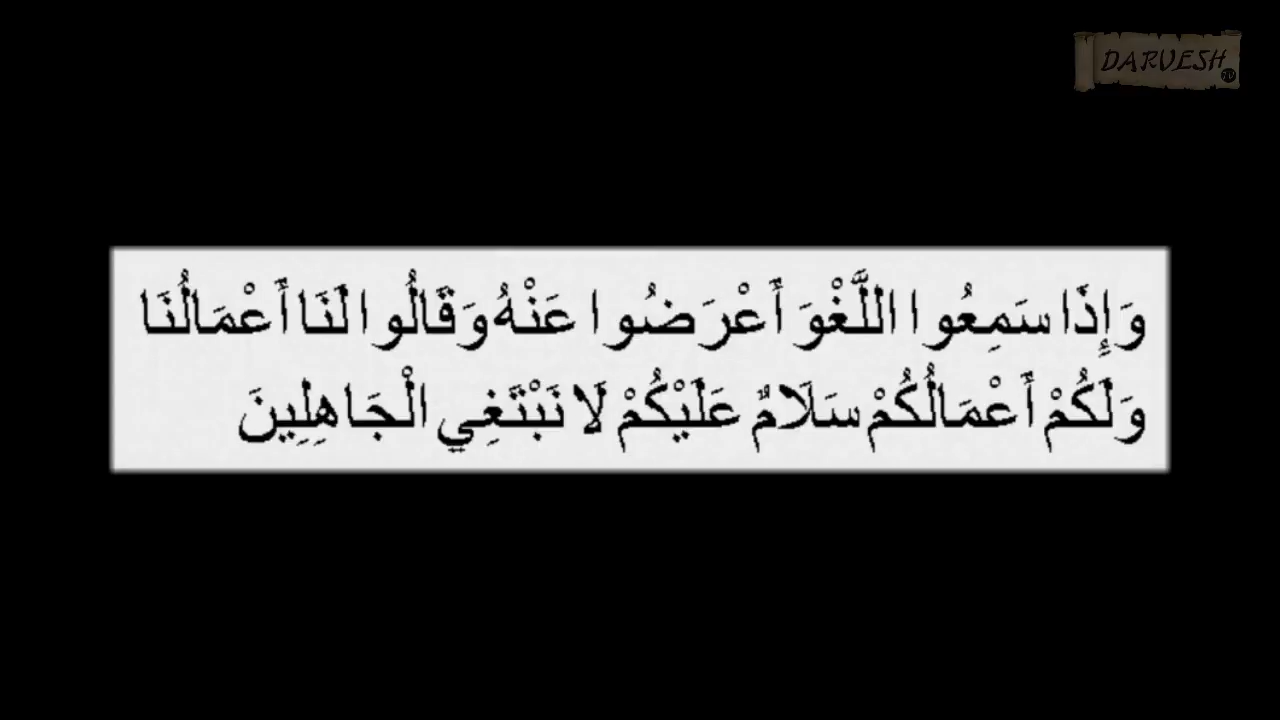 DARVESH
وَإِذَا سَمِعُوا اللَّغْوَ أَعْرَضُوا عَنْهُ وَقَالُوا لَنَا أَعْمَالُنَا
وَلَكُمْ أَعْمَالُكُمْ سَلَامٌ عَلَيْكُمْ لَا نَبْتَغِي الْجَاهِلِينَ